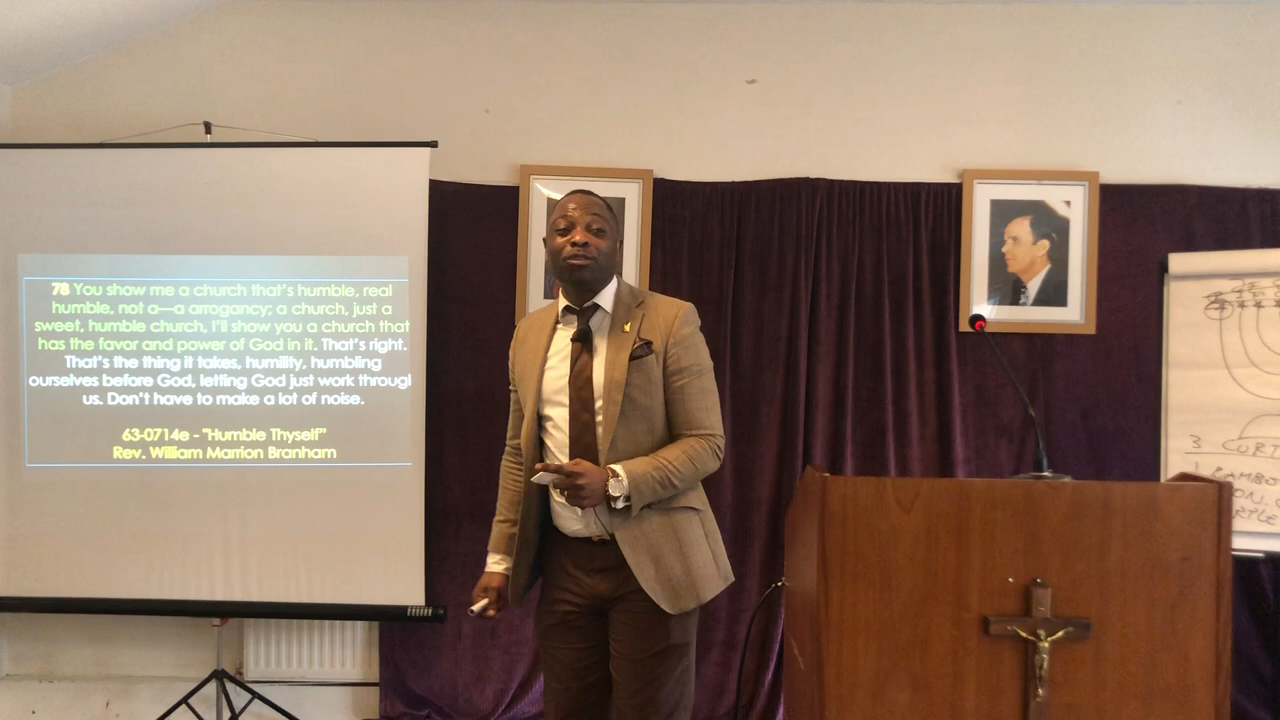 78 You show me a church that's humble, real
humble, not a—a arrogancy; a church, just a
sweet, humble church, I'll show you a church that
has the favor and power of God in it. That's right.
That's the thing it takes, humility, humbling
ourselves before God, letting God just work through
us. Don't have to make a lot of noise.
63-0714e - "Humble Thyself"
Rev. William Marrion Branham
3 CURT